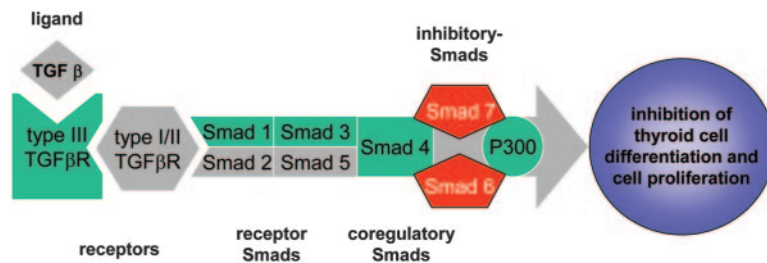 ligand
TGF β
type III
TGFβR
type I/II
TGFβR
Smad 1
Smad 3
Smad 2
Smad 5
Smad 4
inhibitory-
Smads
Smad 7
Smad 6
P300
inhibition of
thyroid cell
differentiation and
cell proliferation
receptors
receptor
Smads
coregulatory
Smads